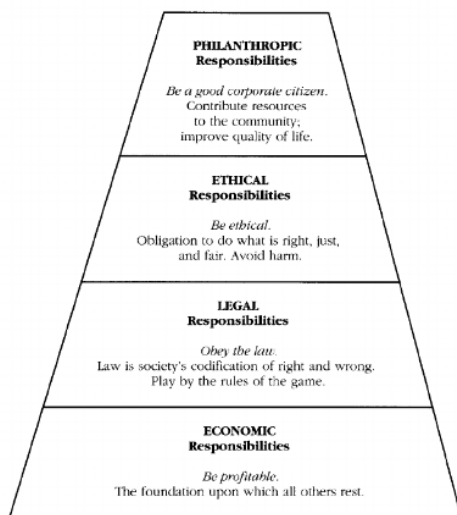 PHILANTHROPIC
Responsibilities
Be a good corporate citizen.
Contribute resources
to the community;
improve quality of life.
ETHICAL
Responsibilities
Be ethical.
Obligation to do what is right, just,
and fair. Avoid harm.
LEGAL
Responsibilities
Obey the law.
Law is society's codification of right and wrong.
Play by the rules of the game.
ECONOMIC
Responsibilities
Be profitable.
The foundation upon which all others rest.